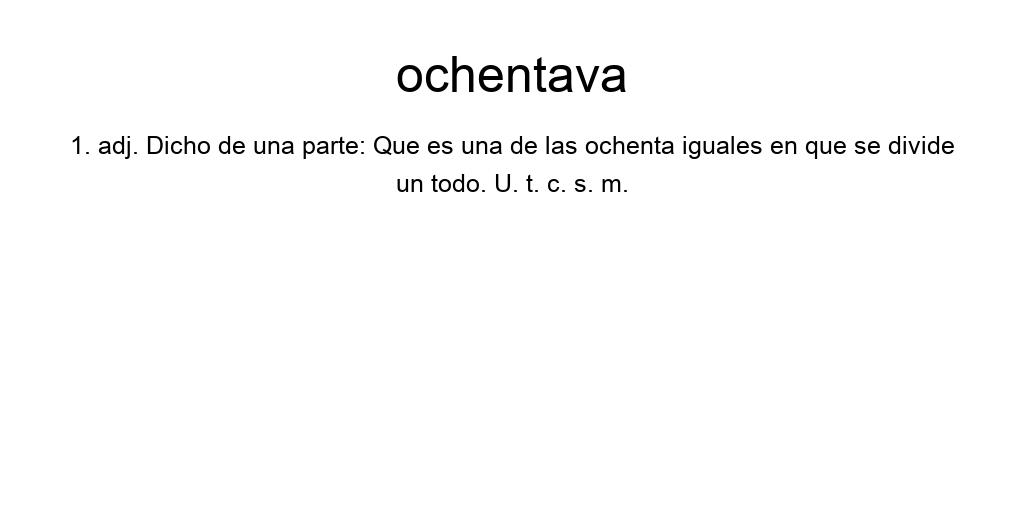 ochentava
1. adj. Dicho de una parte: Que es una de las ochenta iguales en que se divide
un todo. U. t. c. s. m.